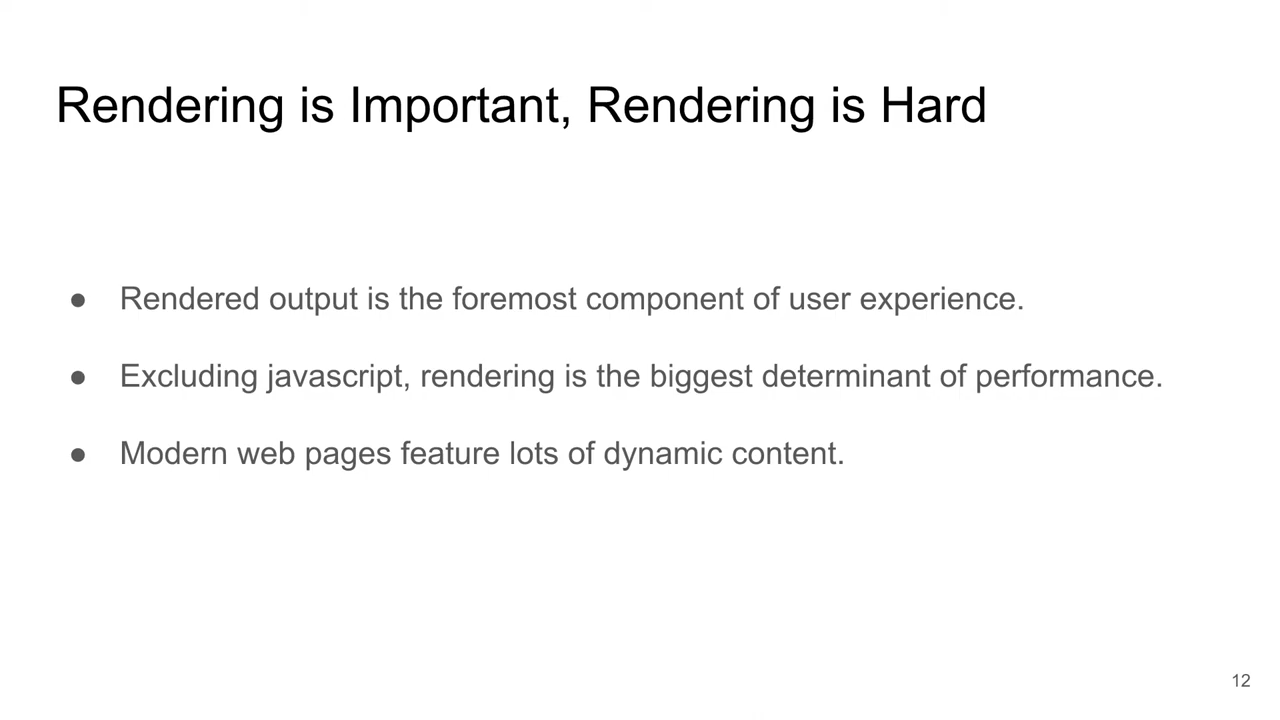 Rendering is Important, Rendering is Hard
● Rendered output is the foremost component of user experience.
● Excluding javascript, rendering is the biggest determinant of performance.
● Modern web pages feature lots of dynamic content.
12